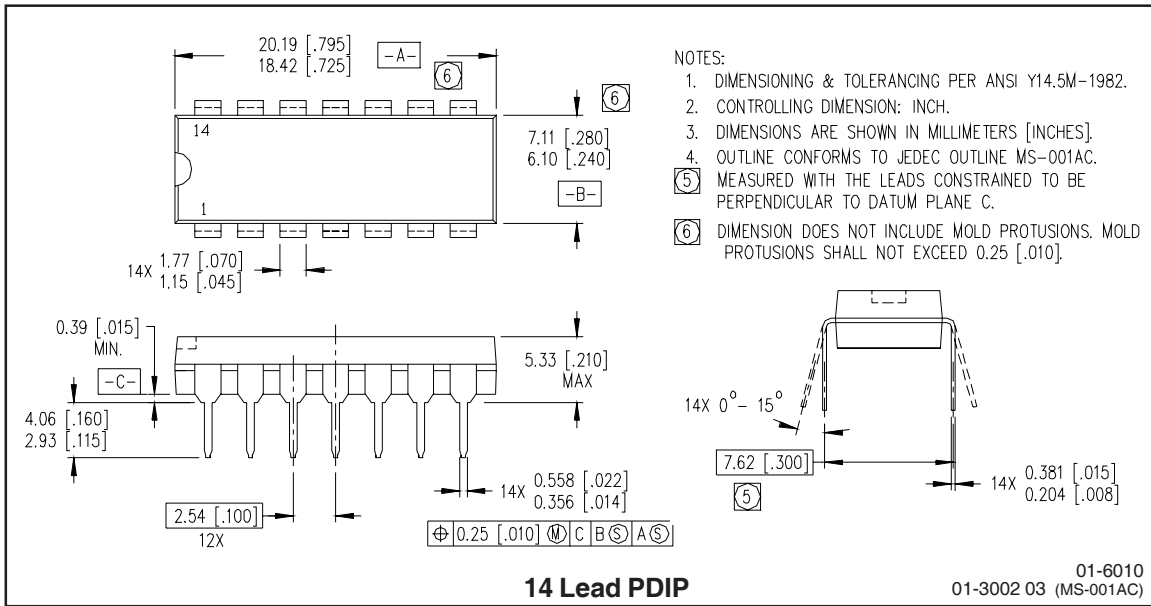 20.19 [.795]
18.42 [.725]
-A-
6
6
14
1
7.11 [.280]
6.10 [.240]
-B-
14X 1.77 [.070]
1.15 [.045]
NOTES:
1. DIMENSIONING & TOLERANCING PER ANSI Y14.5M-1982.
2. CONTROLLING DIMENSION: INCH.
3. DIMENSIONS ARE SHOWN IN MILLIMETERS [INCHES].
4. OUTLINE CONFORMS TO JEDEC OUTLINE MS-001AC.
5 MEASURED WITH THE LEADS CONSTRAINED TO BE
PERPENDICULAR TO DATUM PLANE C.
6 DIMENSION DOES NOT INCLUDE MOLD PROTUSIONS. MOLD
PROTUSIONS SHALL NOT EXCEED 0.25 [.010].
0.39 [.015]
MIN.
-C-
4.06 [.160]
2.93 [.115]
5.33 [.210]
MAX
2.54 [.100]
12X
14X 0.558 [.022]
0.356 [.014]
⌖ 0.25 [.010] Ⓜ C B Ⓢ A Ⓢ
14X 0°- 15°
7.62 [.300]
5
14X 0.381 [.015]
0.204 [.008]
14 Lead PDIP
01-6010
01-3002 03 (MS-001AC)